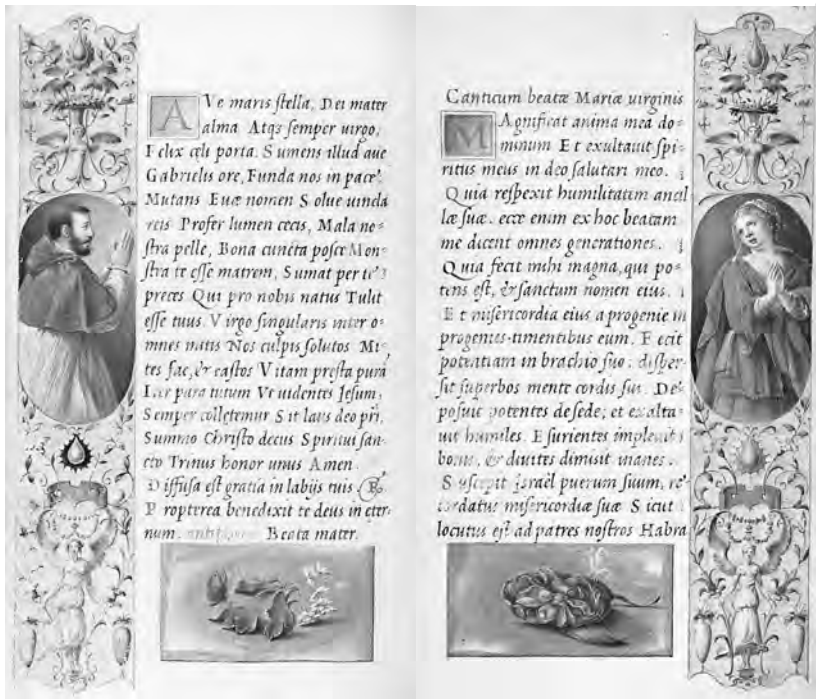 AVe maris stella, Dei mater
alma Atqз semper uirgo,
Felix cęli porta. Sumens illud aue
Gabrielis ore, Funda nos in pace
Mutans Euæ nomen Solue uincla
reis Profer lumen cecis, Mala no=
stra pelle, Bona cuncta posce Mon=
stra te esse matrem, Sumat per te
preces Qui pro nobis natus Tulit
esse tuus Virgo singularis inter o=
mnes mitis Nos culpis solutos Mi=
tes fac, & castos Vitam presta purā
Iter para tutum Vt uidentes Jesum,
Semper colletemur Sit laus deo pri,
Summo Christo decus Spiritui san=
cto Trinus honor unus Amen
Diffusa est gratia in labijs tuis R
Propterea benedixit te deus in eter=
num. antiphona Beata mater.
Canticum beatæ Mariæ uirginis
MAgnificat anima mea do=
minum Et exultauit spi=
ritus meus in deo salutari meo.
Quia respexit humilitatem ancil
læ suæ. ecce enim ex hoc beatam
me dicent omnes generationes.
Quia fecit mihi magna, qui po=
tens est, & sanctum nomen eius.
Et misericordia eius a progenie in
progenies timentibus eum. Fecit
potentiam in brachio suo: disper=
sit superbos mente cordis sui. De=
posuit potentes de sede, et exalta=
uit humiles. Esurientes impleuit
bonis, & diuites dimisit inanes.
Suscepit jsraèl puerum suum, re=
cordatus misericordiæ suæ Sicut
locutus est ad patres nostros Habra